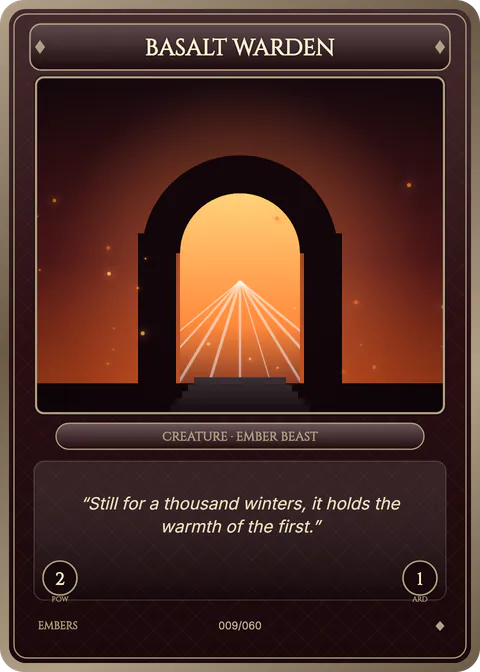 BASALT WARDEN
CREATURE · EMBER BEAST
“Still for a thousand winters, it holds the
warmth of the first.”
2
POW
1
ARD
EMBERS
009/060